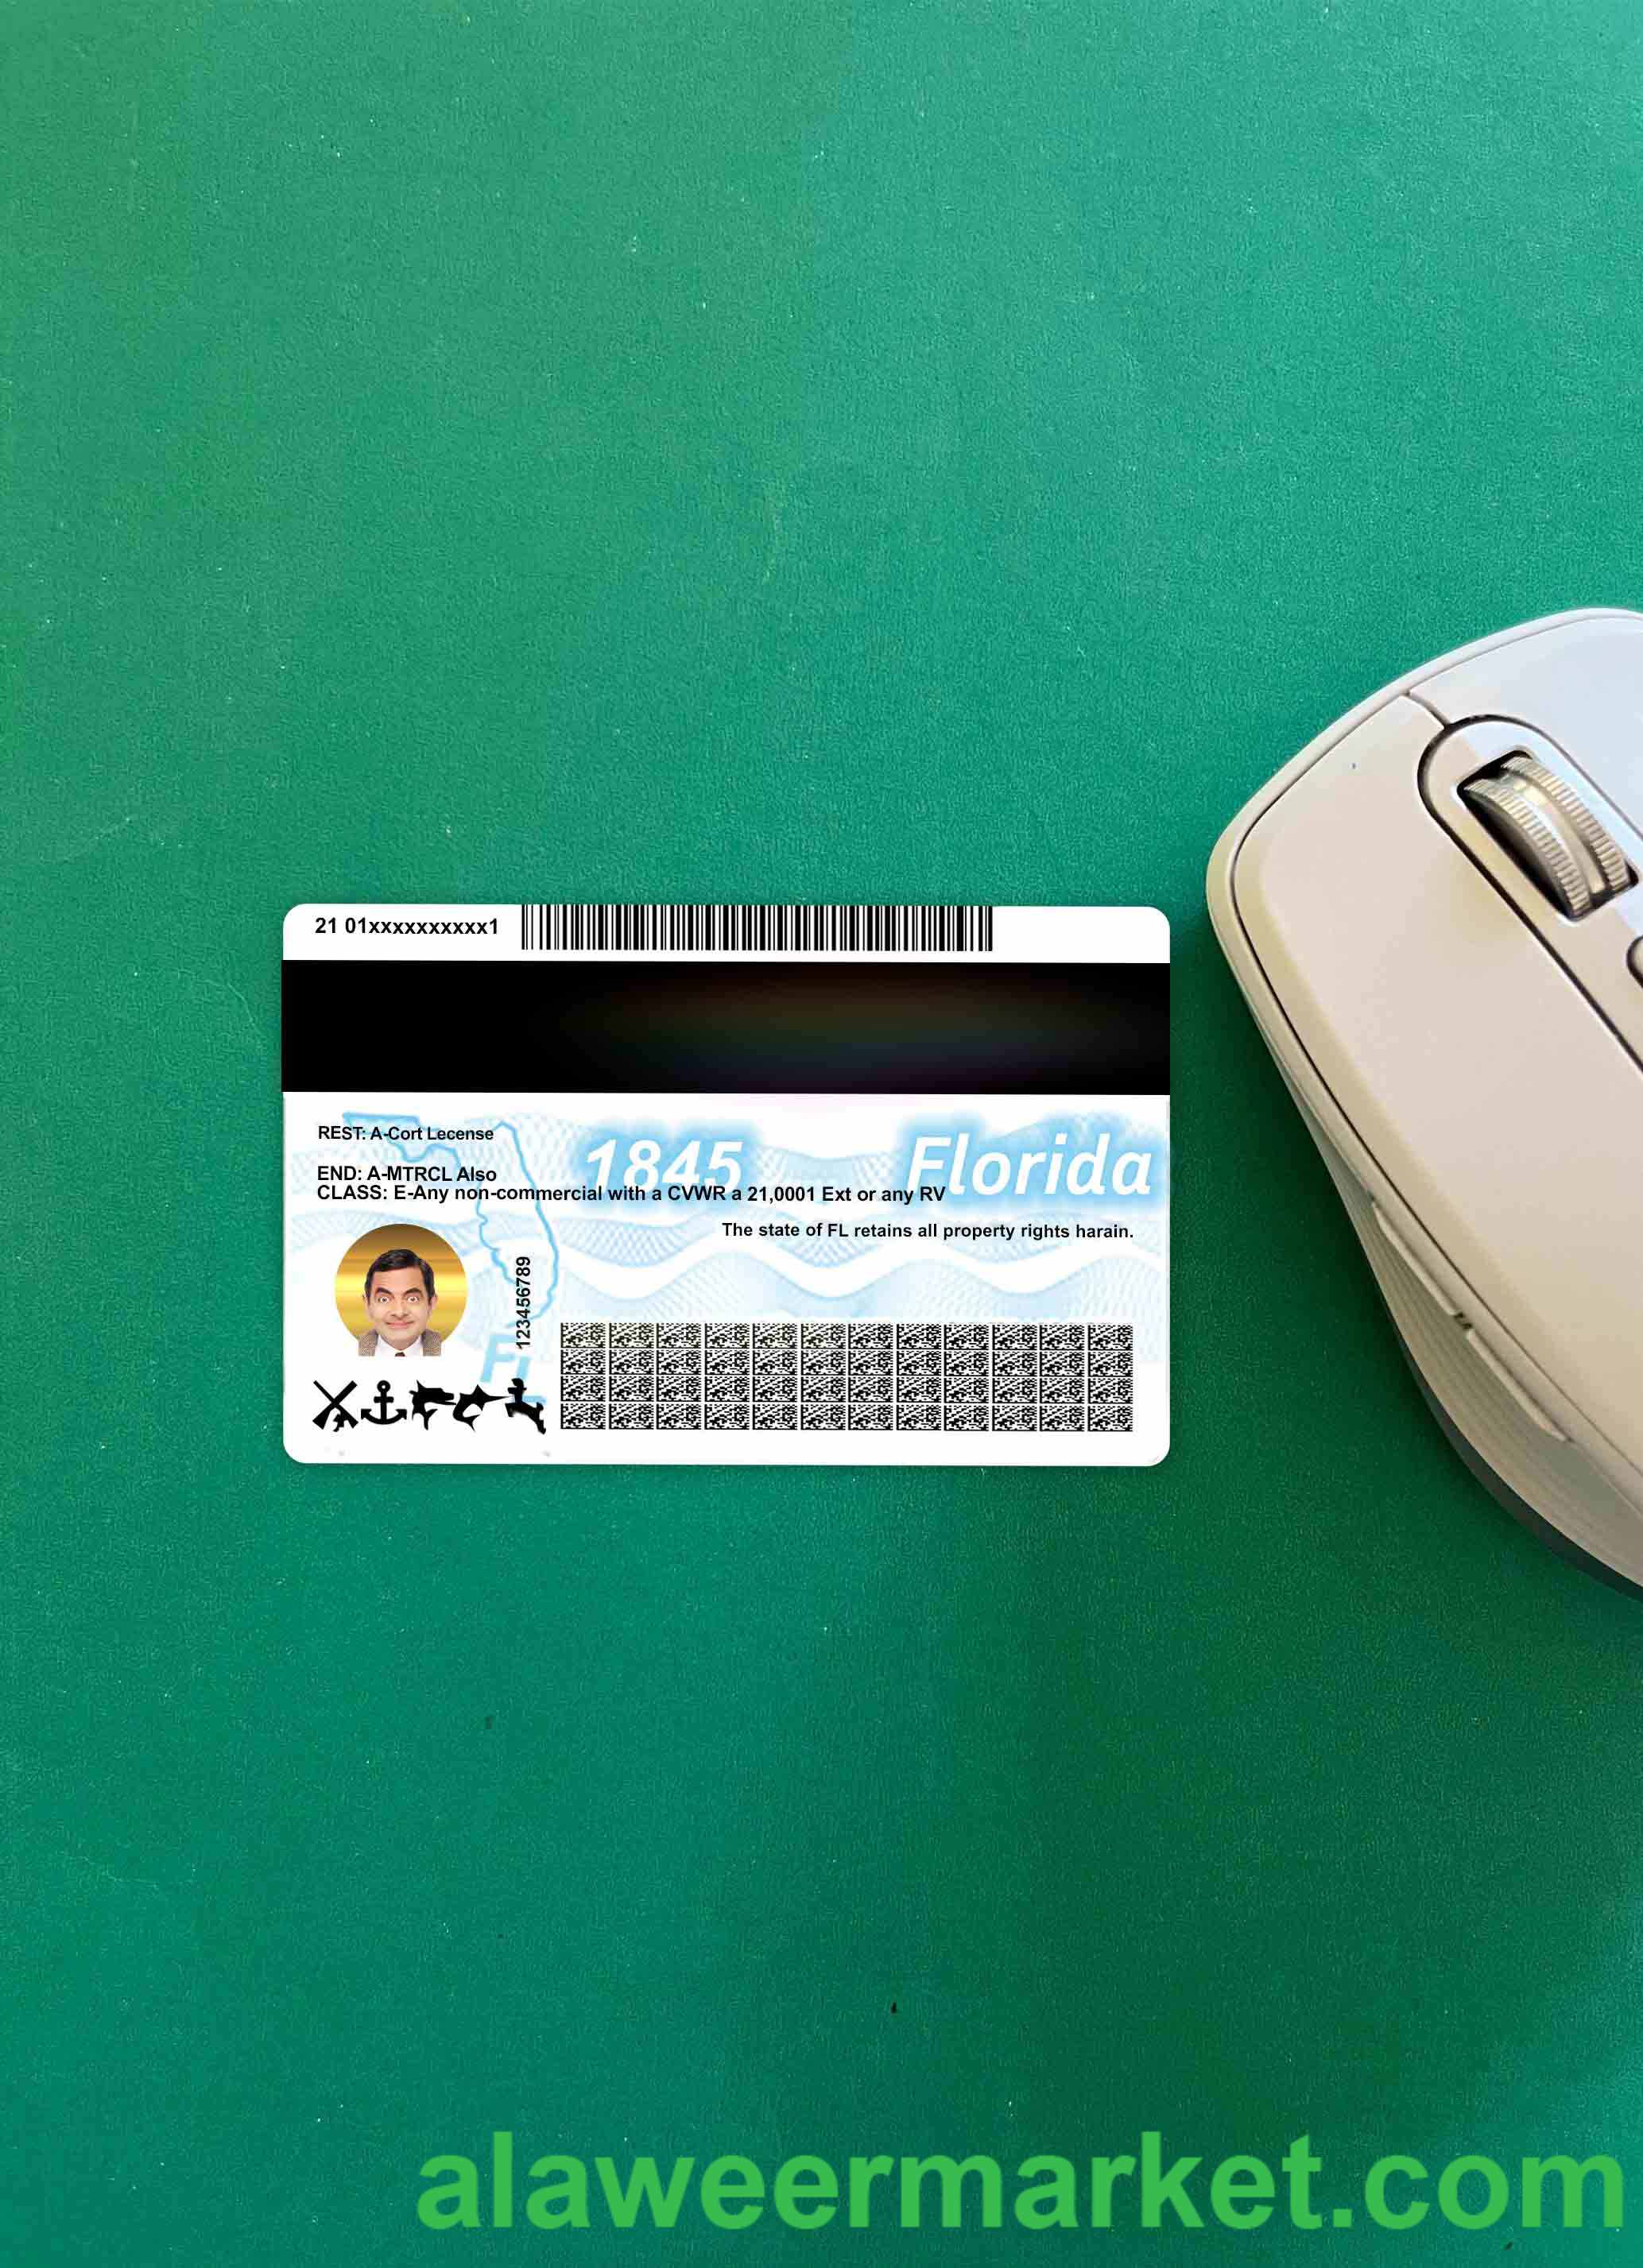 21 01xxxxxxxxxx1
REST: A-Cort Lecense
1845 Florida
END: A-MTRCL Also
CLASS: E-Any non-commercial with a CVWR a 21,0001 Ext or any RV
The state of FL retains all property rights harain.
123456789
FL
alaweermarket.com